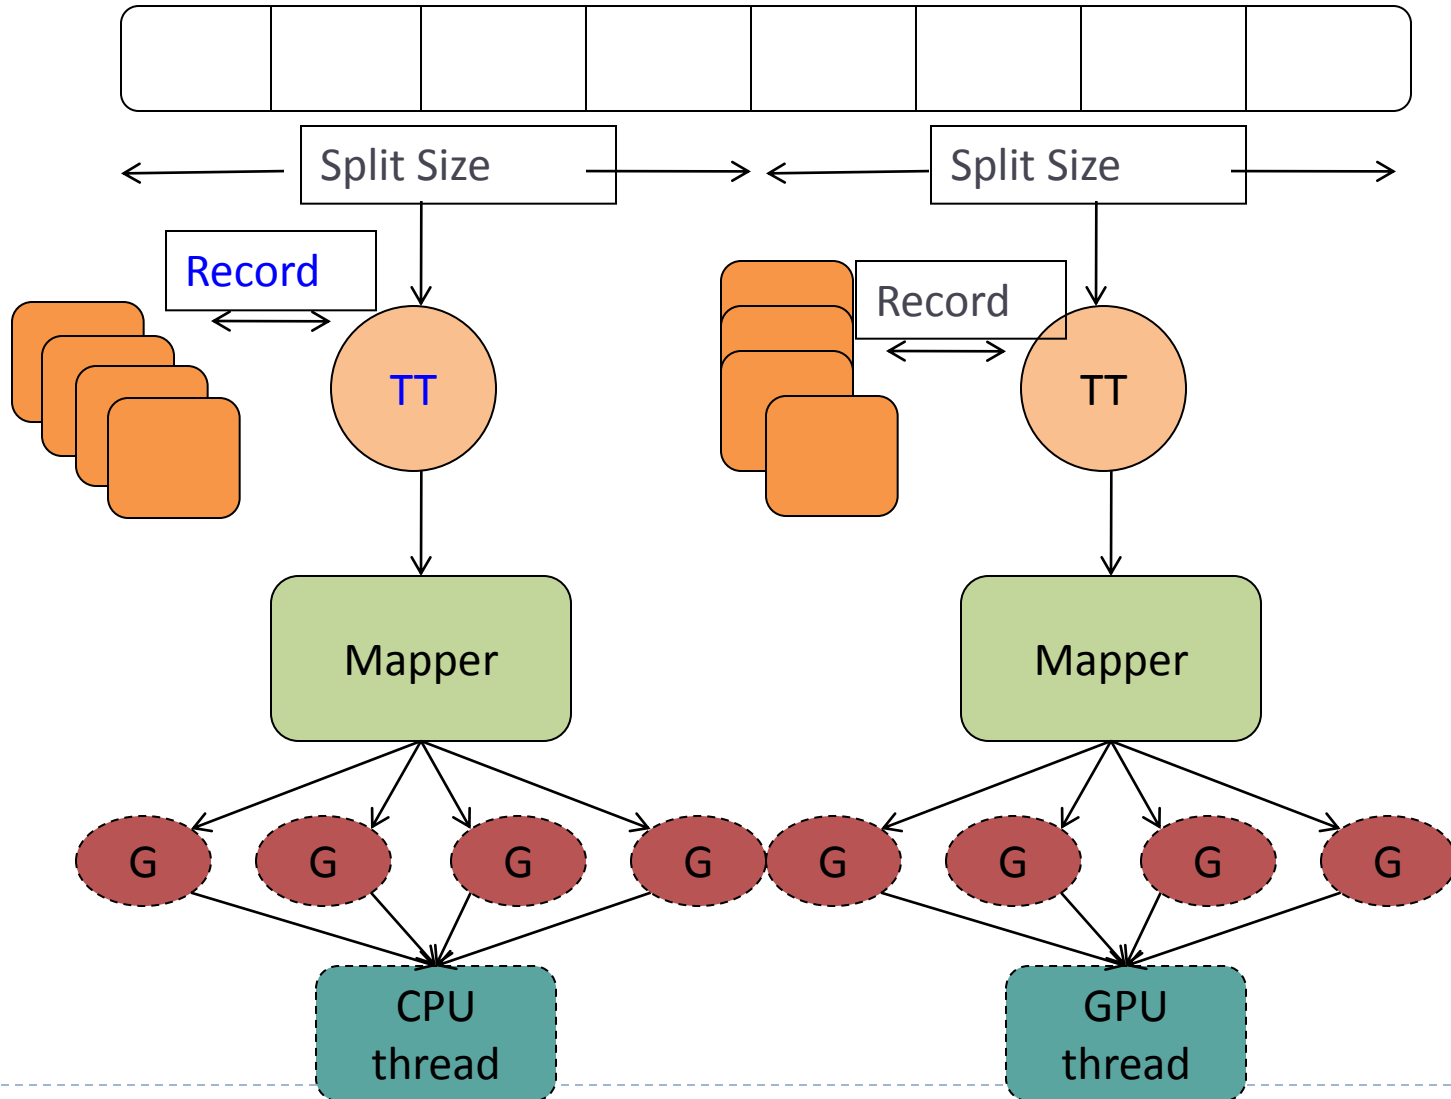 Split Size
Split Size
Record
Record
TT
TT
Mapper
Mapper
G
G
G
G
G
G
G
G
CPU
thread
GPU
thread